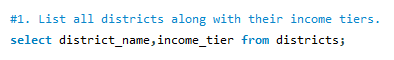 #1. List all districts along with their income tiers.
select district_name,income_tier from districts;